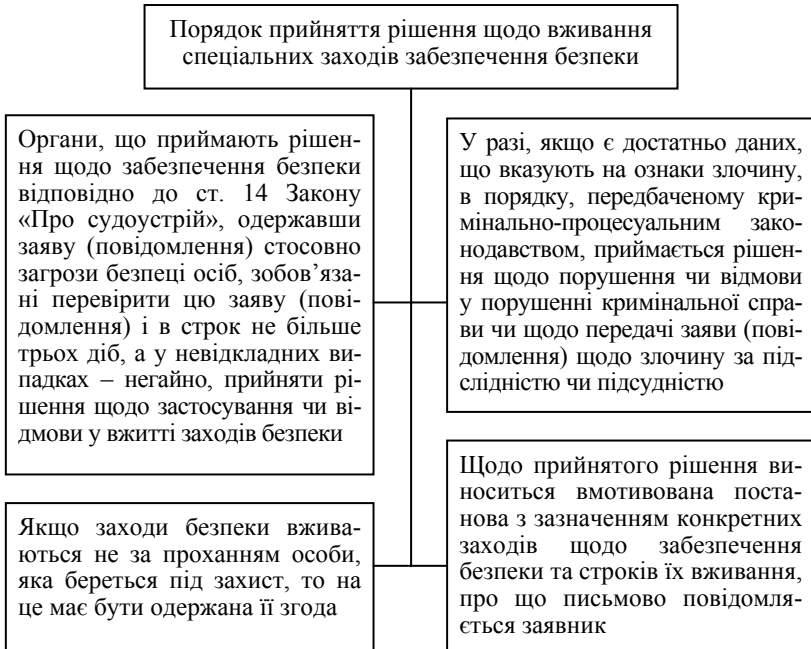 Порядок прийняття рішення щодо вживання
спеціальних заходів забезпечення безпеки
Органи, що приймають рішен-
ня щодо забезпечення безпеки
відповідно до ст. 14 Закону
«Про судоустрій», одержавши
заяву (повідомлення) стосовно
загрози безпеці осіб, зобов’яза-
ні перевірити цю заяву (пові-
домлення) і в строк не більше
трьох діб, а у невідкладних ви-
падках – негайно, прийняти рі-
шення щодо застосування чи від-
мови у вжитті заходів безпеки
У разі, якщо є достатньо даних,
що вказують на ознаки злочину,
в порядку, передбаченому кри-
мінально-процесуальним зако-
нодавством, приймається рішен-
ня щодо порушення чи відмови
у порушенні кримінальної спра-
ви чи щодо передачі заяви (пові-
домлення) щодо злочину за під-
слідністю чи підсудністю
Якщо заходи безпеки вжива-
ються не за проханням особи,
яка береться під захист, то на
це має бути одержана її згода
Щодо прийнятого рішення ви-
носиться вмотивована поста-
нова з зазначенням конкретних
заходів щодо забезпечення
безпеки та строків їх вживання,
про що письмово повідомля-
ється заявник